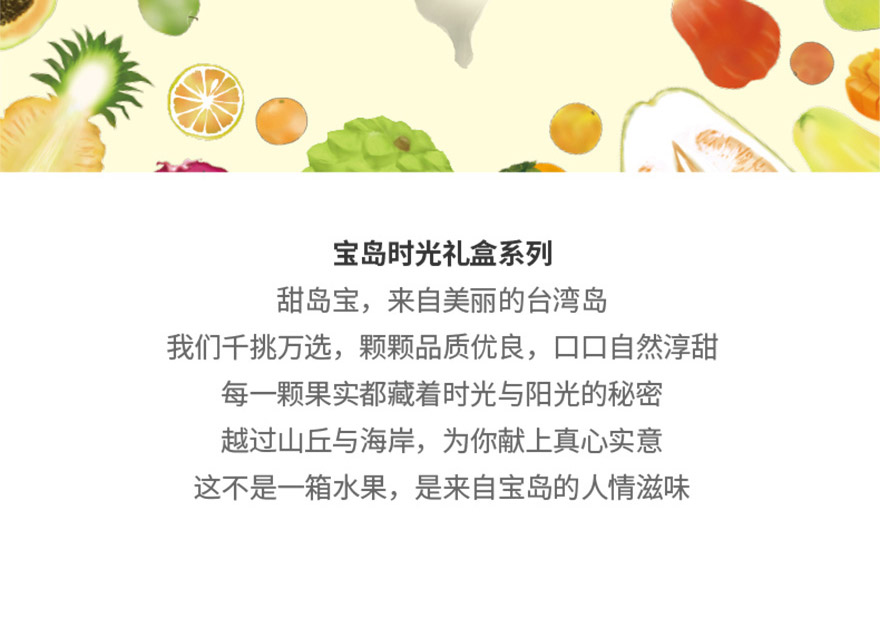 宝岛时光礼盒系列
甜岛宝，来自美丽的台湾岛
我们千挑万选，颗颗品质优良，口口自然淳甜
每一颗果实都藏着时光与阳光的秘密
越过山丘与海岸，为你献上真心实意
这不是一箱水果，是来自宝岛的人情滋味